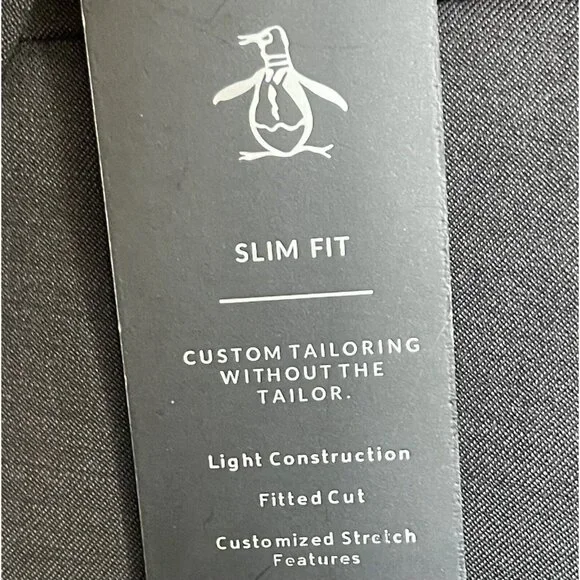 SLIM FIT
CUSTOM TAILORING
WITHOUT THE
TAILOR.
Light Construction
Fitted Cut
Customized Stretch
Features